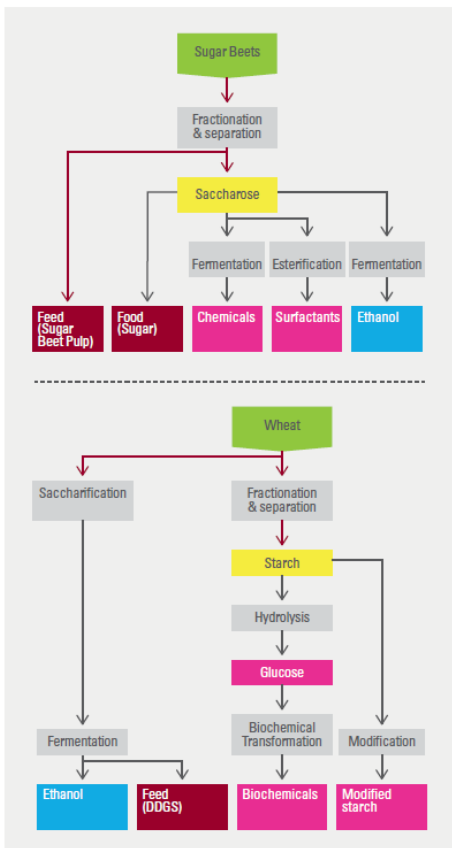 Sugar Beets
Fractionation
& separation
Saccharose
Fermentation
Esterification
Fermentation
Feed
(Sugar
Beet Pulp)
Food
(Sugar)
Chemicals
Surfactants
Ethanol
Wheat
Saccharification
Fractionation
& separation
Starch
Hydrolysis
Glucose
Fermentation
Biochemical
Transformation
Modification
Ethanol
Feed
(DDGS)
Biochemicals
Modified
starch